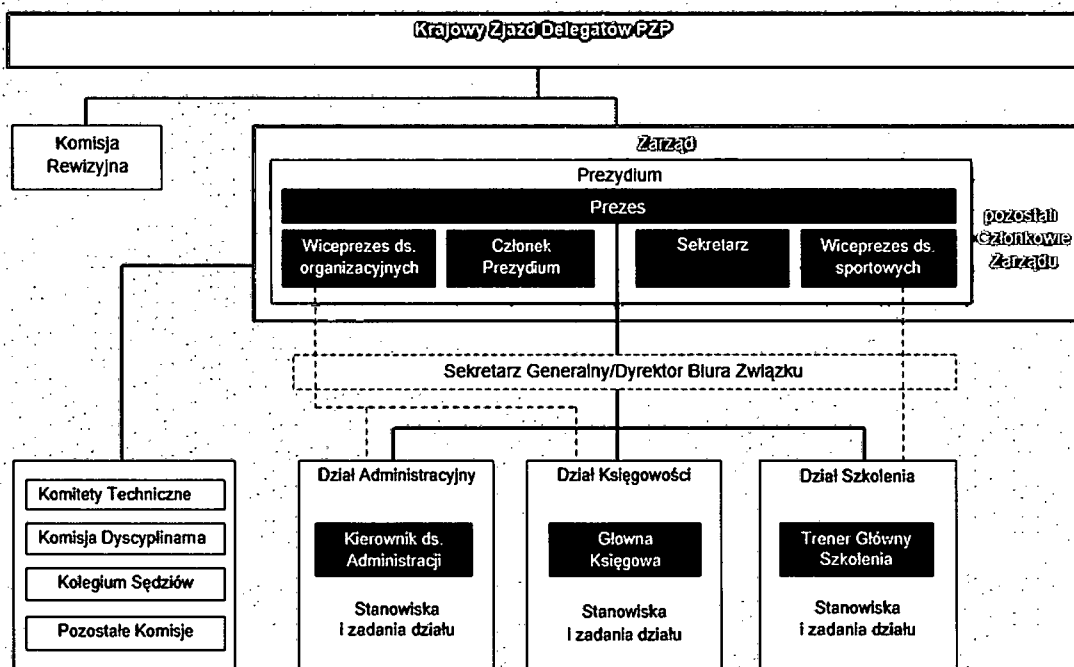 Krajowy Zjazd Delegatów PZP
Komisja
Rewizyjna
Zarząd
Prezydium
Prezes
Wiceprezes ds.
organizacyjnych
Członek
Prezydium
Sekretarz
Wiceprezes ds.
sportowych
pozostali
Członkowie
Zarządu
Sekretarz Generalny/Dyrektor Biura Związku
Komitety Techniczne
Komisja Dyscyplinarna
Kolegium Sędziów
Pozostałe Komisje
Dział Administracyjny
Kierownik ds.
Administracji
Stanowiska
i zadania działu
Dział Księgowości
Głowna
Księgowa
Stanowiska
i zadania działu
Dział Szkolenia
Trener Główny
Szkolenia
Stanowiska
i zadania działu